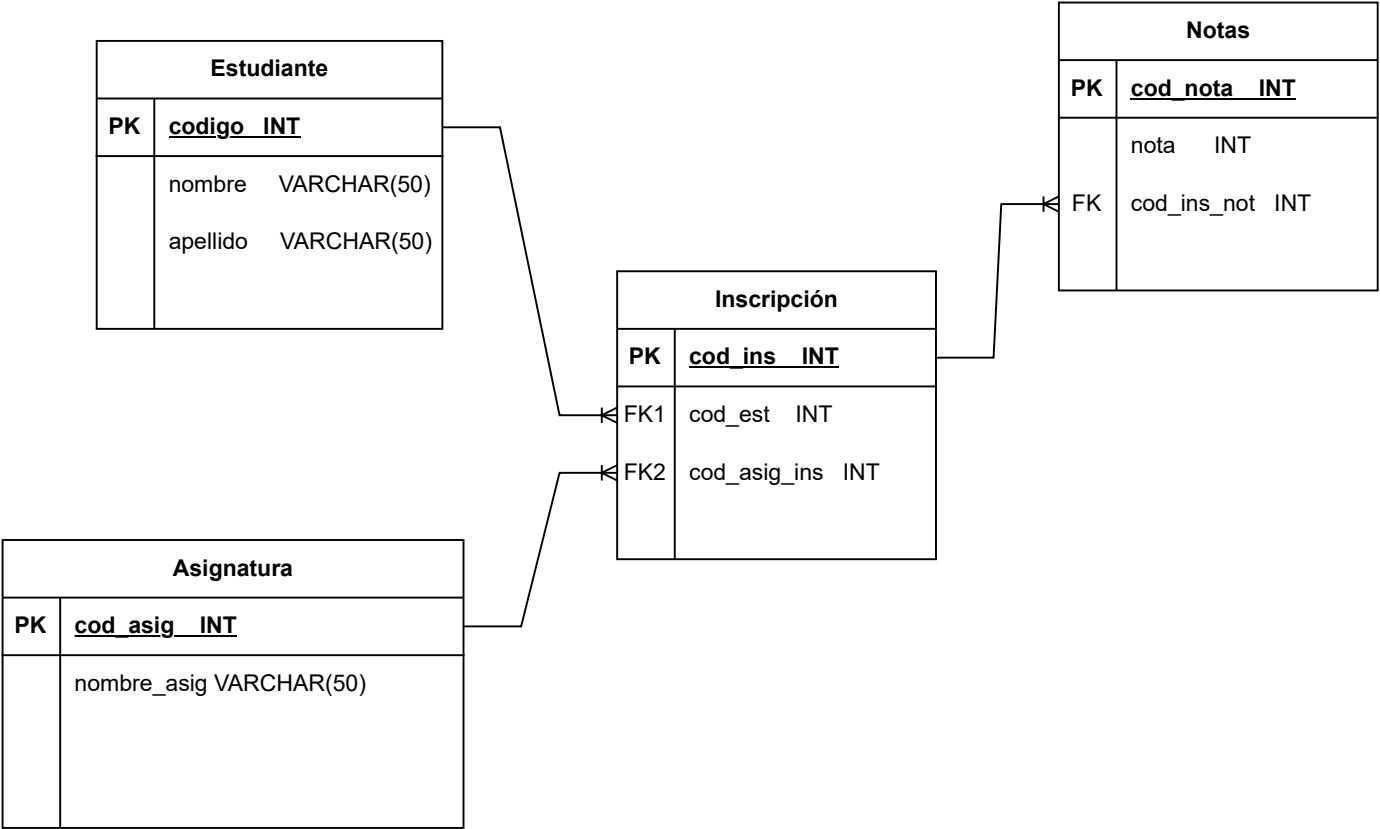 Estudiante
PK codigo INT
nombre VARCHAR(50)
apellido VARCHAR(50)
Notas
PK cod_nota INT
nota INT
FK cod_ins_not INT
Inscripción
PK cod_ins INT
FK1 cod_est INT
FK2 cod_asig_ins INT
Asignatura
PK cod_asig INT
nombre_asig VARCHAR(50)